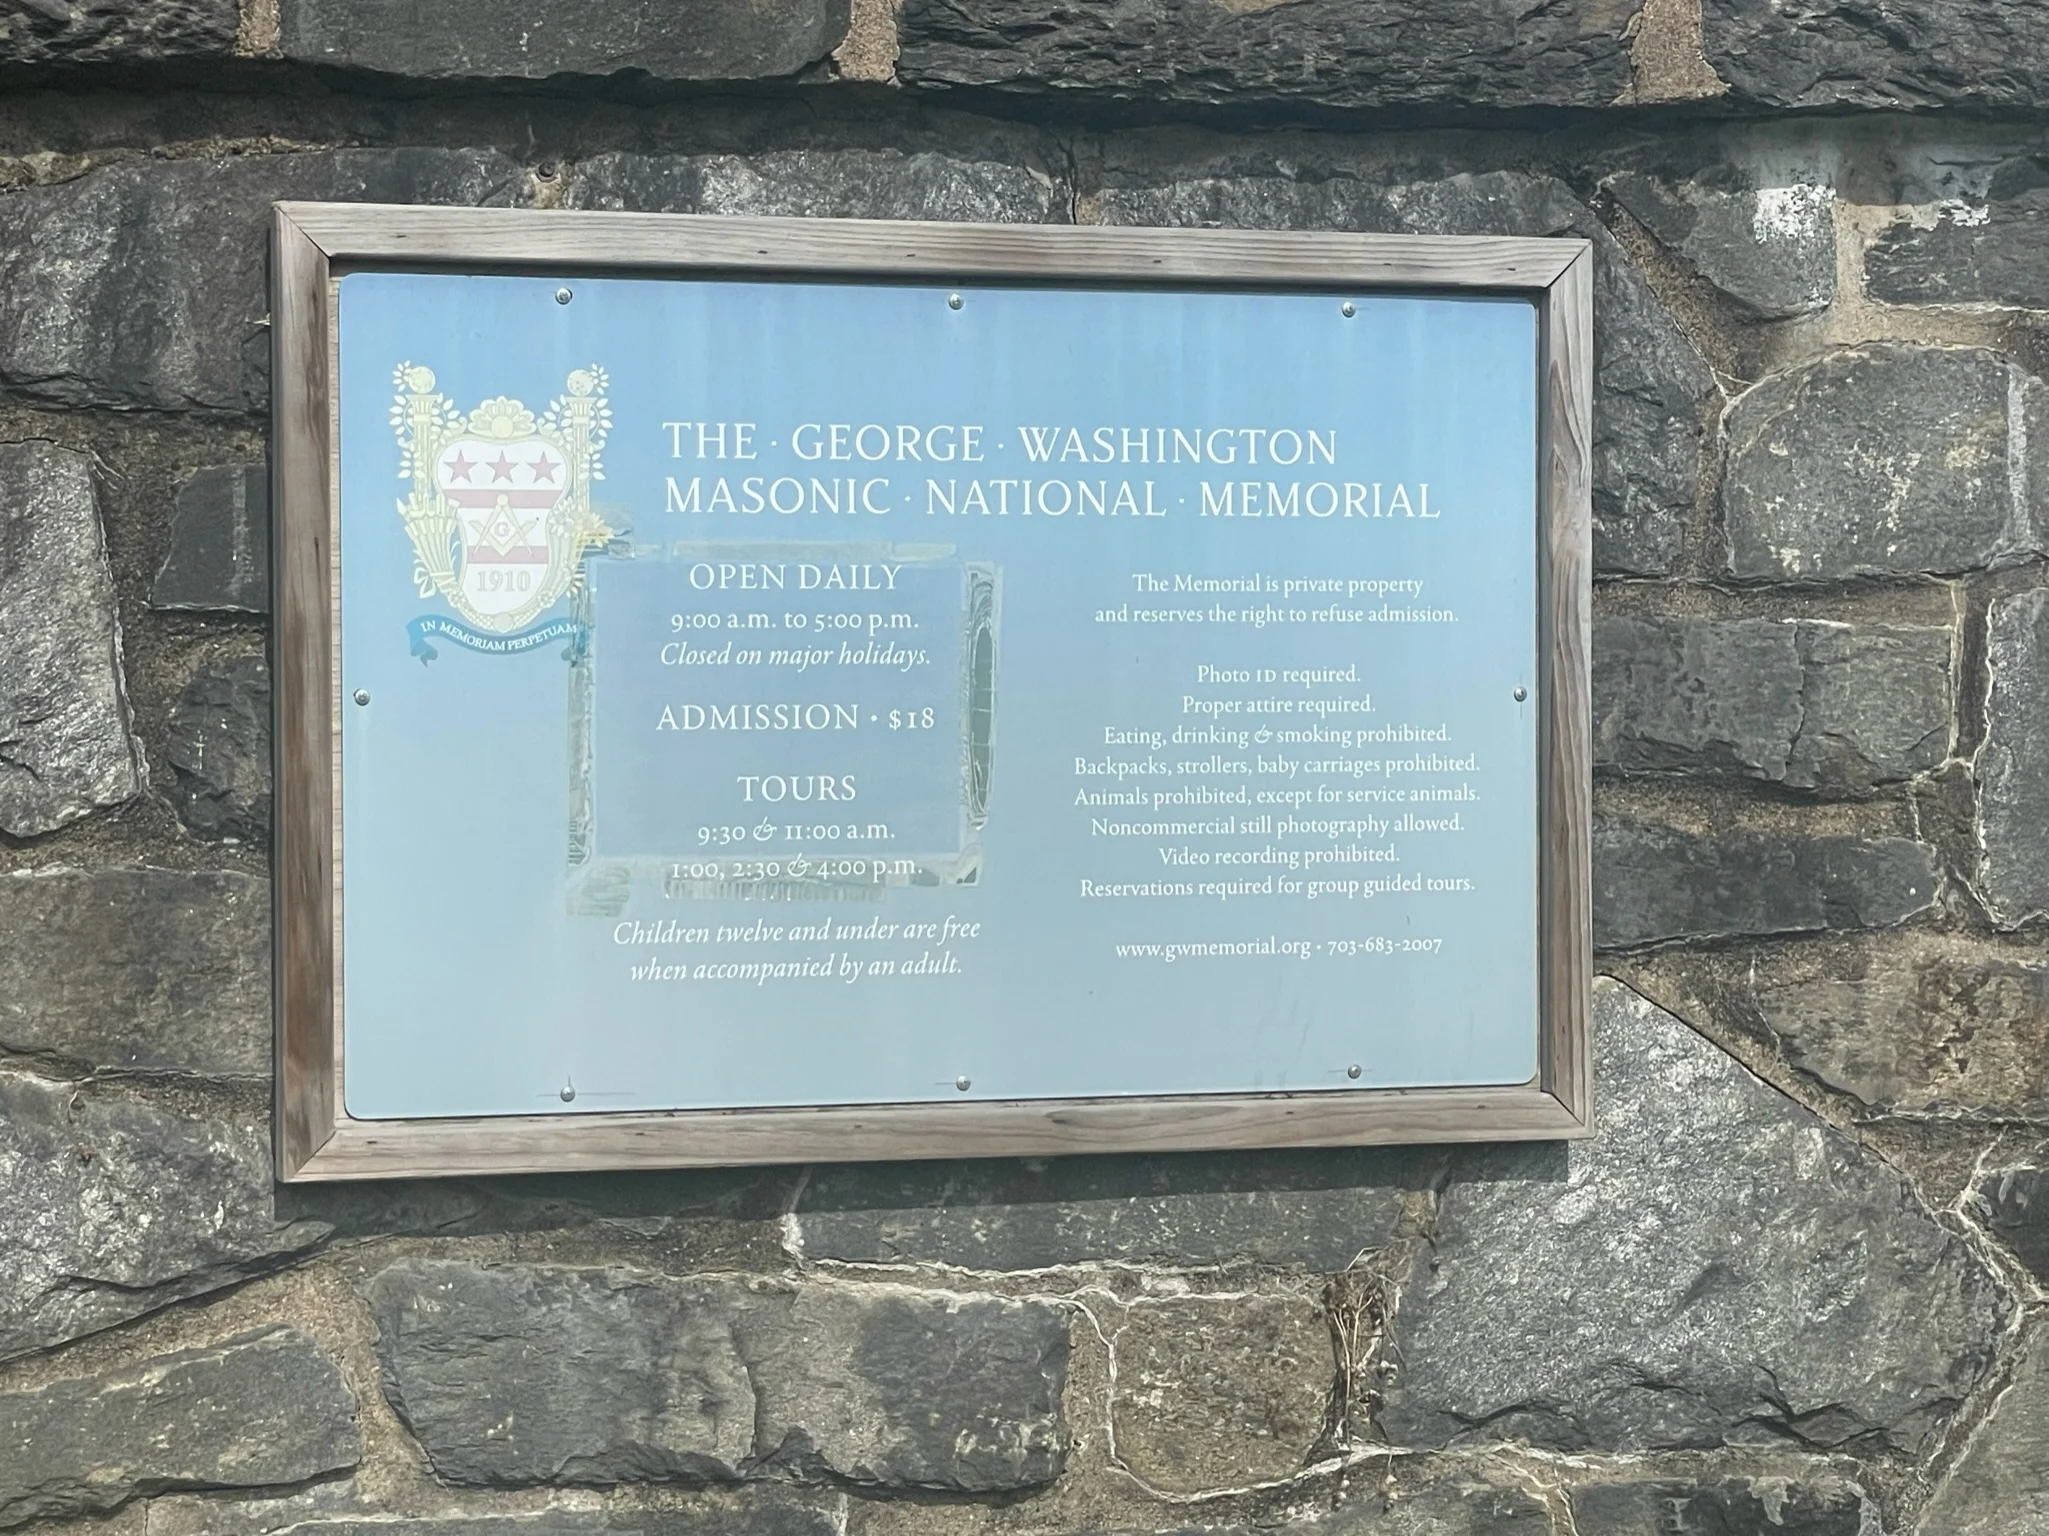 THE · GEORGE · WASHINGTON
MASONIC · NATIONAL · MEMORIAL
G
1910
IN MEMORIAM PERPETUAM
OPEN DAILY
9:00 a.m. to 5:00 p.m.
Closed on major holidays.
ADMISSION • $18
TOURS
9:30 & 11:00 a.m.
1:00, 2:30 & 4:00 p.m.
Children twelve and under are free
when accompanied by an adult.
The Memorial is private property
and reserves the right to refuse admission.
Photo ID required.
Proper attire required.
Eating, drinking & smoking prohibited.
Backpacks, strollers, baby carriages prohibited.
Animals prohibited, except for service animals.
Noncommercial still photography allowed.
Video recording prohibited.
Reservations required for group guided tours.
www.gwmemorial.org • 703-683-2007